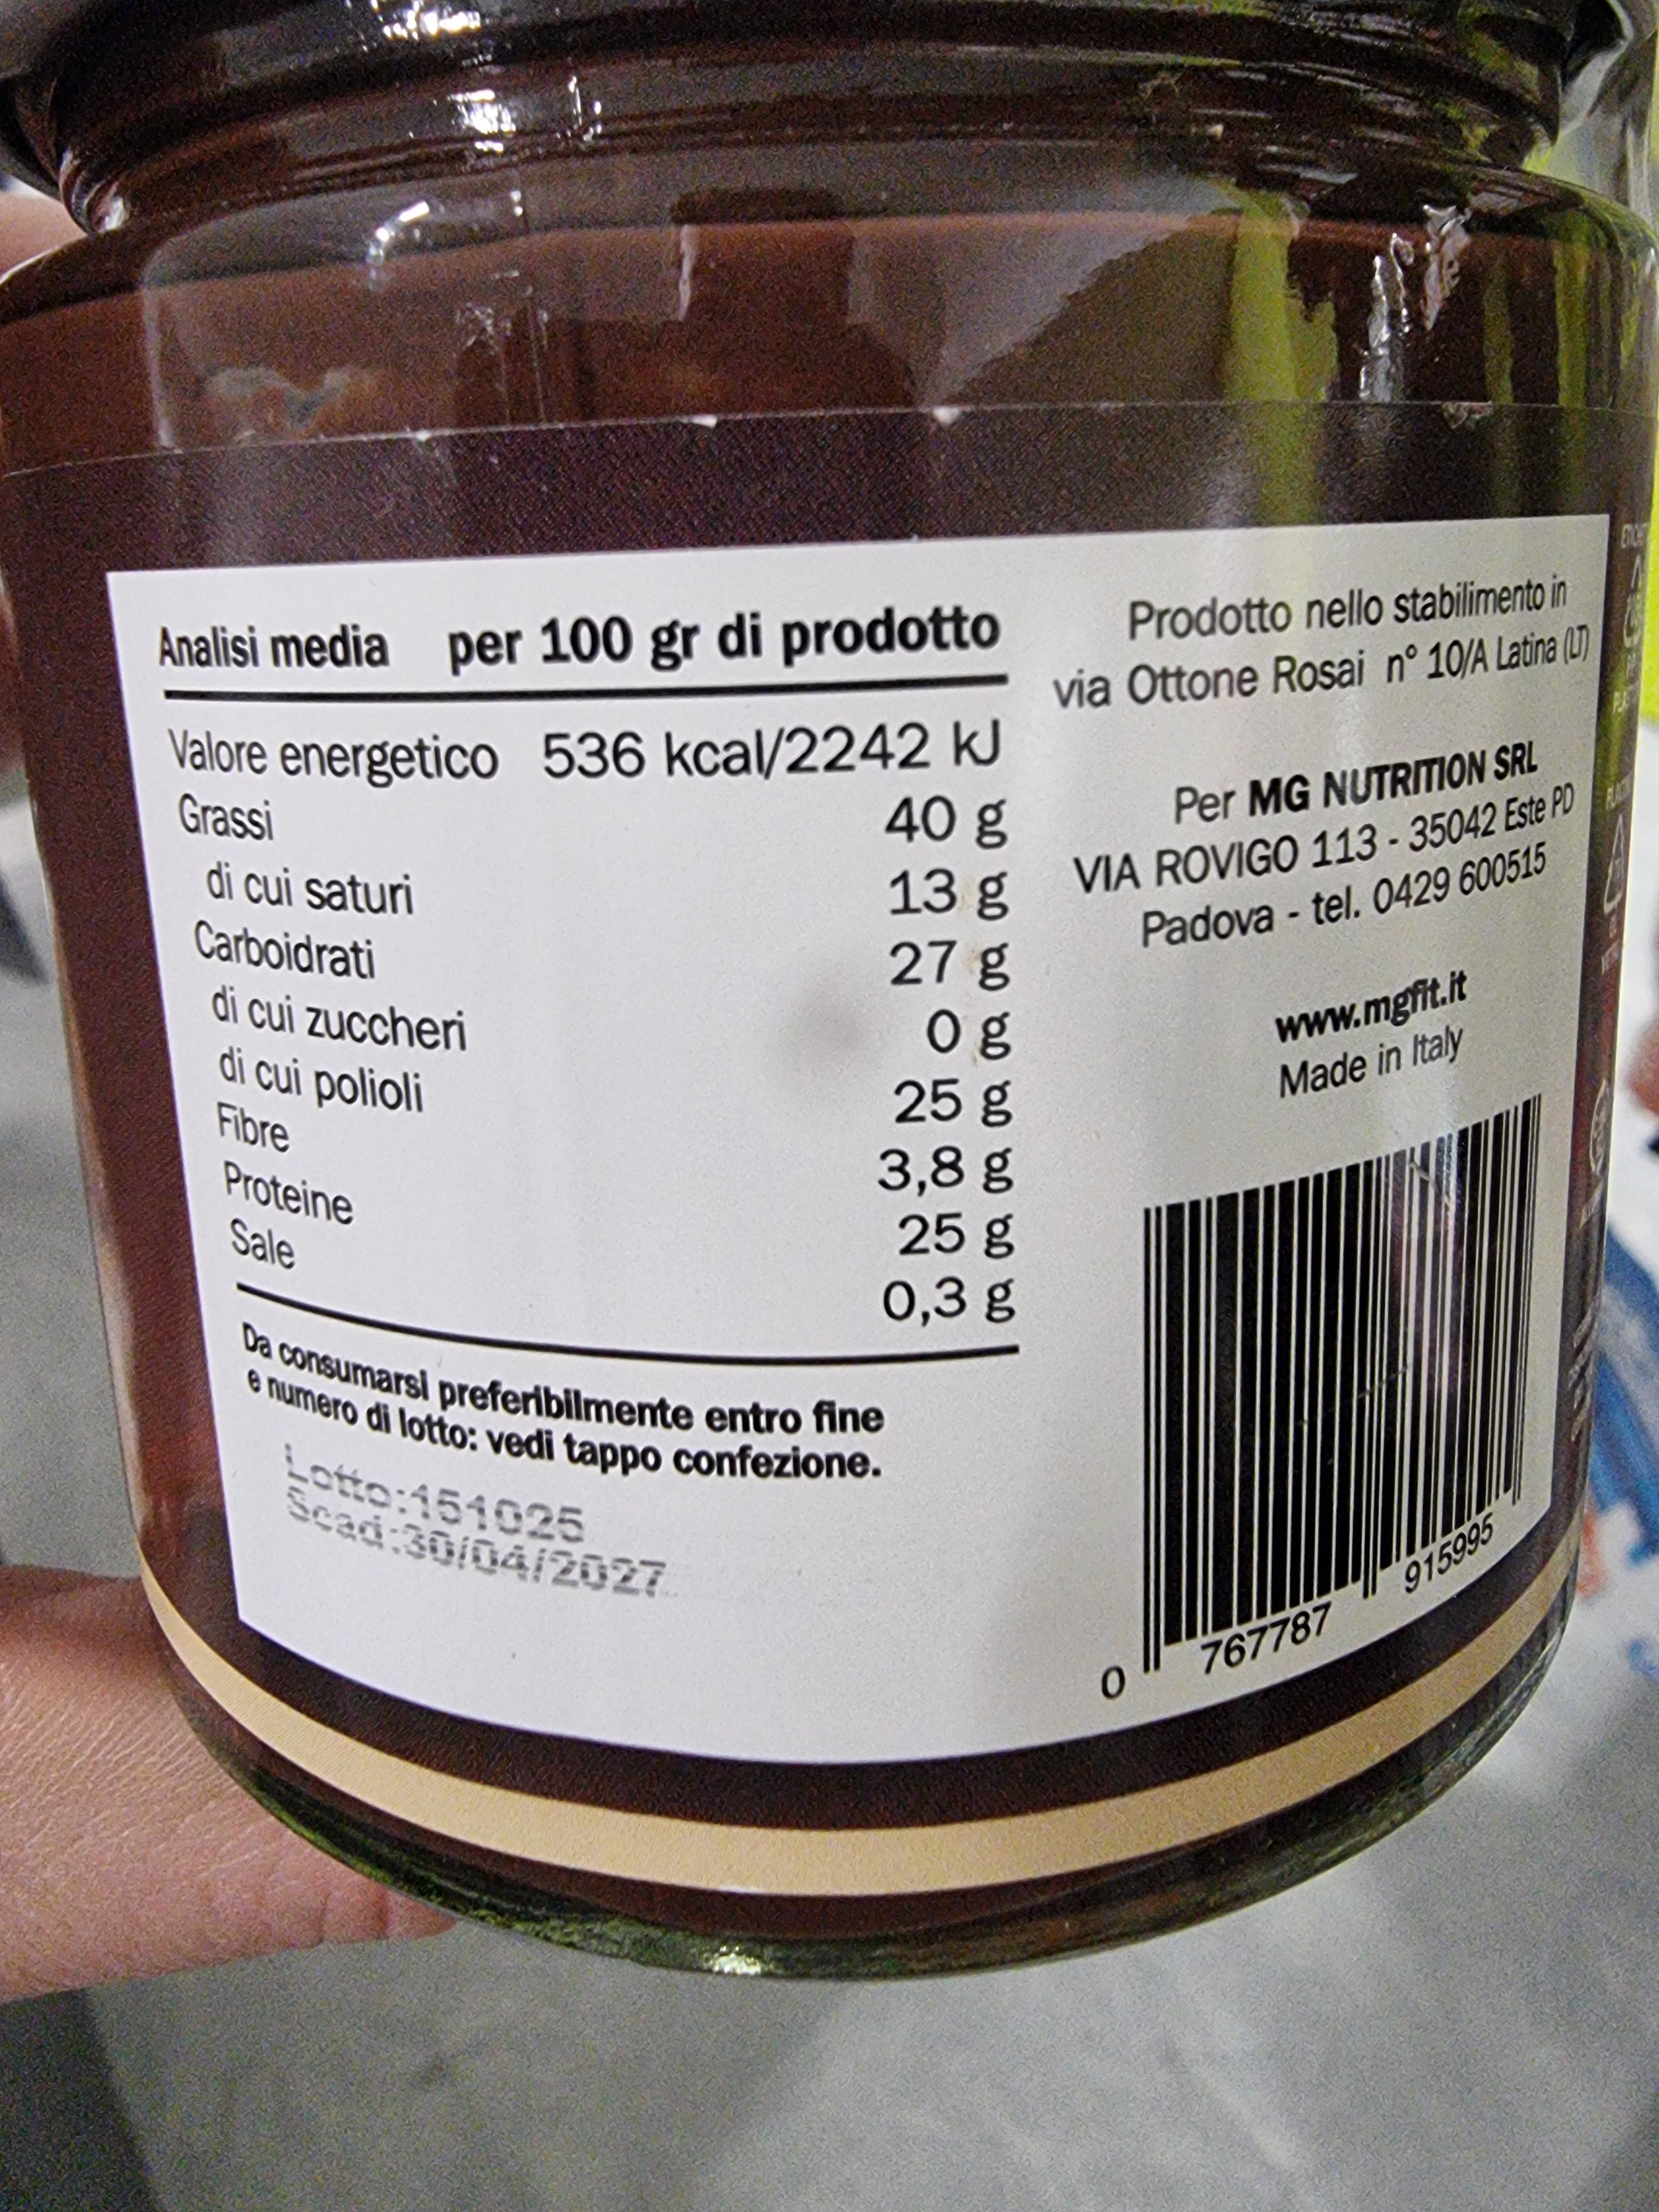 Analisi media per 100 gr di prodotto
Valore energetico 536 kcal/2242 kJ
Grassi 40 g
di cui saturi 13 g
Carboidrati 27 g
di cui zuccheri 0 g
di cui polioli 25 g
Fibre 3,8 g
Proteine 25 g
Sale 0,3 g
Da consumarsi preferibilmente entro fine
e numero di lotto: vedi tappo confezione.
Lotto:151025
Scad:30/04/2027
Prodotto nello stabilimento in
via Ottone Rosai n° 10/A Latina (LT)
Per MG NUTRITION SRL
VIA ROVIGO 113 - 35042 Este PD
Padova - tel. 0429 600515
www.mgfit.it
Made in Italy
0 767787 915995